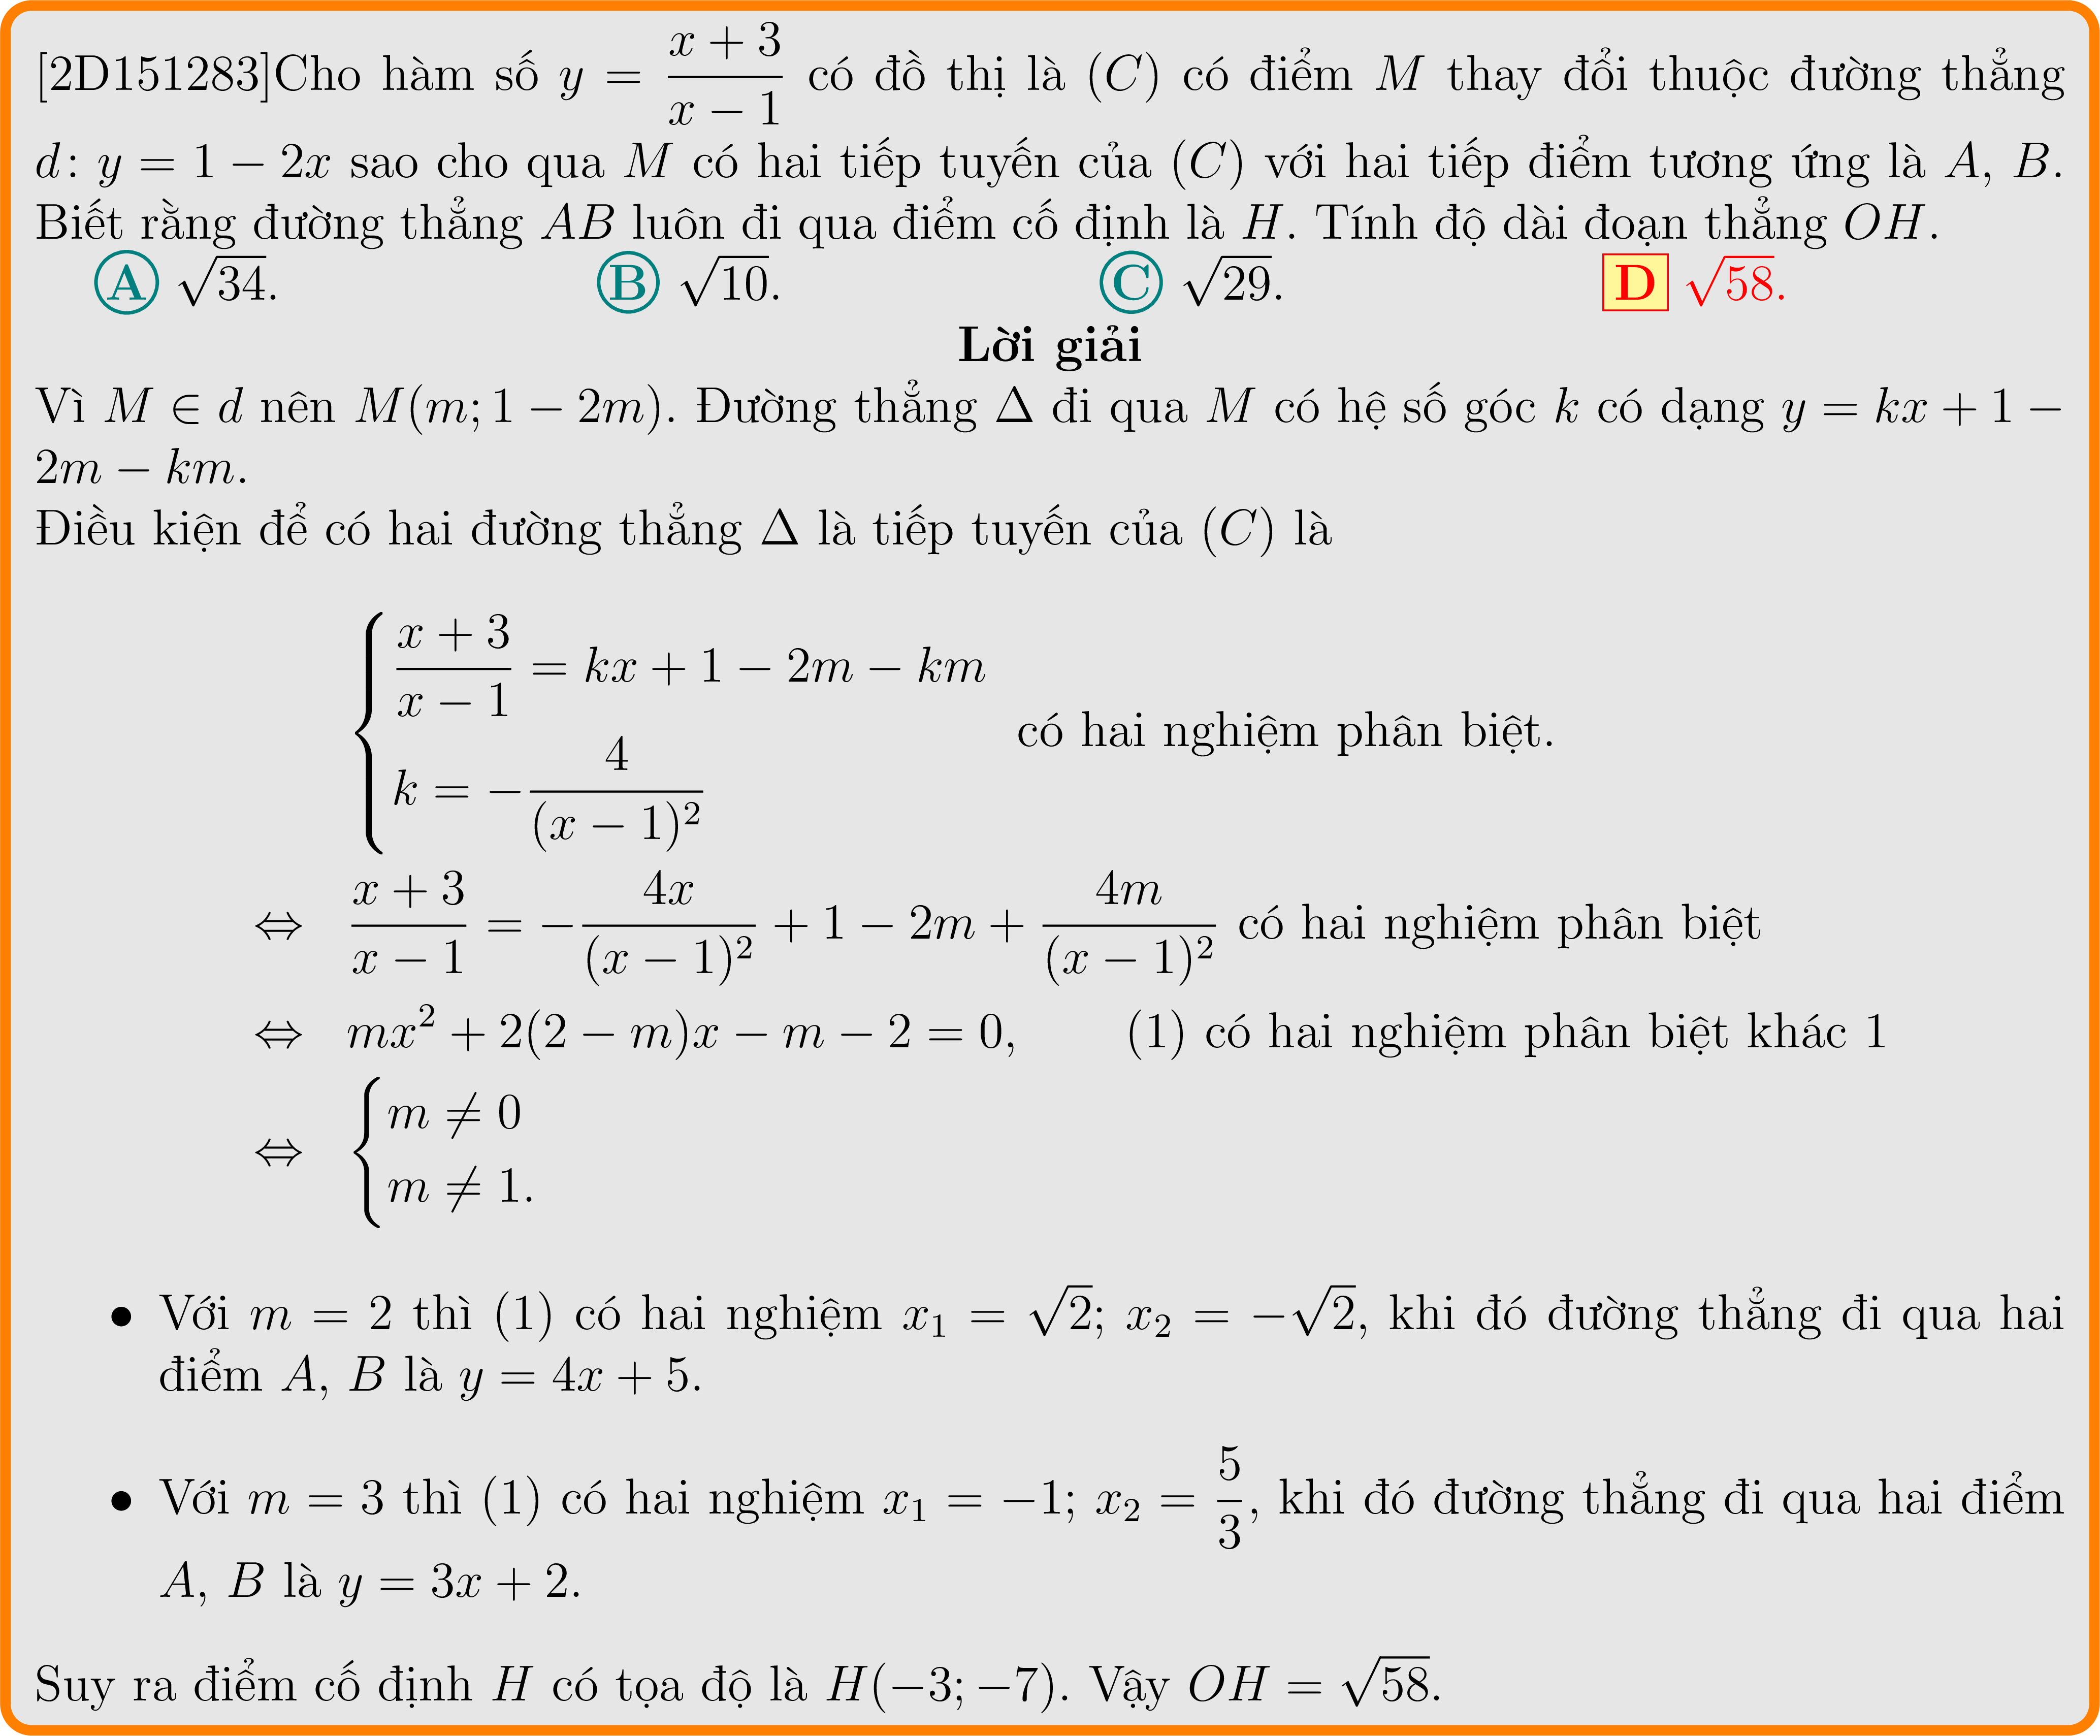 [2D151283]Cho hàm số $y = \dfrac{x+3}{x-1}$ có đồ thị là $(C)$ có điểm $M$ thay đổi thuộc đường thẳng
$d\colon y = 1 - 2x$ sao cho qua $M$ có hai tiếp tuyến của $(C)$ với hai tiếp điểm tương ứng là $A$, $B$.
Biết rằng đường thẳng $AB$ luôn đi qua điểm cố định là $H$. Tính độ dài đoạn thẳng $OH$.
A $\sqrt{34}$. B $\sqrt{10}$. C $\sqrt{29}$. D $\sqrt{58}$.
Lời giải
Vì $M \in d$ nên $M(m; 1 - 2m)$. Đường thẳng $\Delta$ đi qua $M$ có hệ số góc $k$ có dạng $y = kx + 1 -$
$2m - km$.
Điều kiện để có hai đường thẳng $\Delta$ là tiếp tuyến của $(C)$ là
$\begin{cases} \dfrac{x+3}{x-1} = kx + 1 - 2m - km \\ k = -\dfrac{4}{(x-1)^2} \end{cases}$ có hai nghiệm phân biệt.
$\Leftrightarrow \dfrac{x+3}{x-1} = -\dfrac{4x}{(x-1)^2} + 1 - 2m + \dfrac{4m}{(x-1)^2}$ có hai nghiệm phân biệt
$\Leftrightarrow mx^2 + 2(2 - m)x - m - 2 = 0,$ (1) có hai nghiệm phân biệt khác 1
$\Leftrightarrow \begin{cases} m \neq 0 \\ m \neq 1. \end{cases}$
• Với $m = 2$ thì (1) có hai nghiệm $x_1 = \sqrt{2}$; $x_2 = -\sqrt{2}$, khi đó đường thẳng đi qua hai
điểm $A$, $B$ là $y = 4x + 5$.
• Với $m = 3$ thì (1) có hai nghiệm $x_1 = -1$; $x_2 = \dfrac{5}{3}$, khi đó đường thẳng đi qua hai điểm
$A$, $B$ là $y = 3x + 2$.
Suy ra điểm cố định $H$ có tọa độ là $H(-3; -7)$. Vậy $OH = \sqrt{58}$.